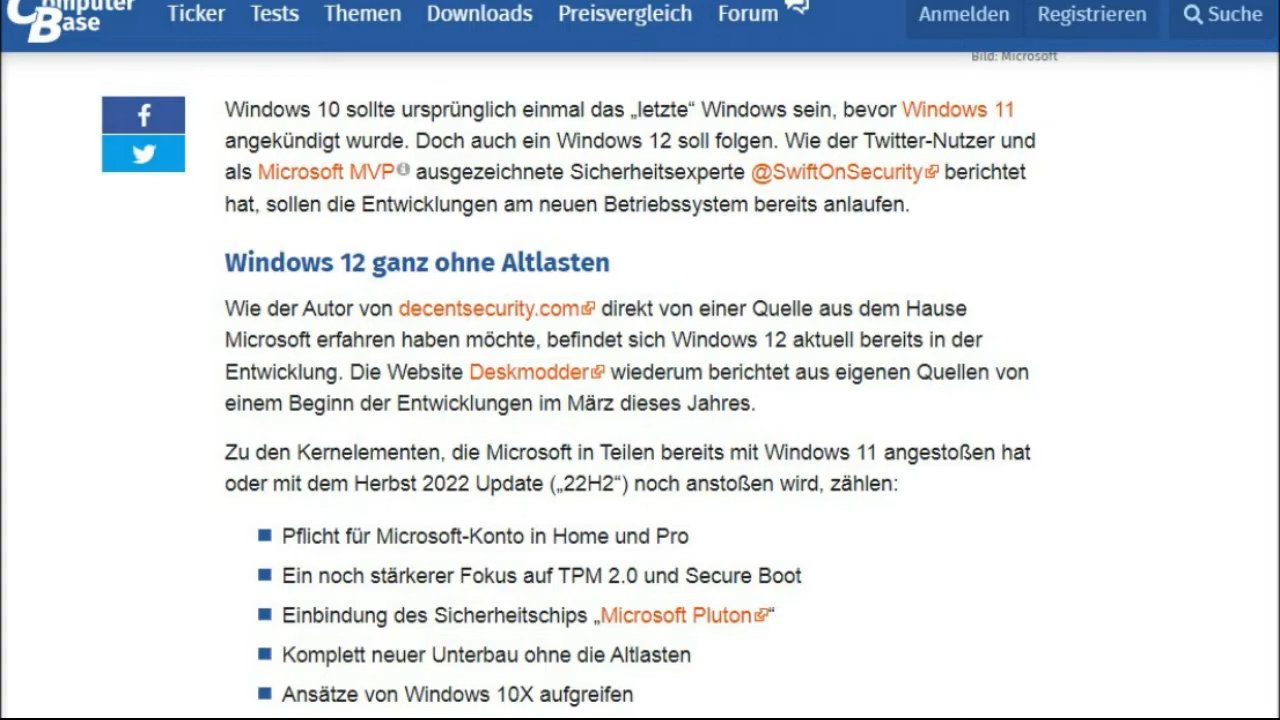 Computer
Base
Ticker Tests Themen Downloads Preisvergleich Forum Anmelden Registrieren Suche
Bild: Microsoft
Windows 10 sollte ursprünglich einmal das „letzte“ Windows sein, bevor Windows 11
angekündigt wurde. Doch auch ein Windows 12 soll folgen. Wie der Twitter-Nutzer und
als Microsoft MVP ausgezeichnete Sicherheitsexperte @SwiftOnSecurity berichtet
hat, sollen die Entwicklungen am neuen Betriebssystem bereits anlaufen.
Windows 12 ganz ohne Altlasten
Wie der Autor von decentsecurity.com direkt von einer Quelle aus dem Hause
Microsoft erfahren haben möchte, befindet sich Windows 12 aktuell bereits in der
Entwicklung. Die Website Deskmodder wiederum berichtet aus eigenen Quellen von
einem Beginn der Entwicklungen im März dieses Jahres.
Zu den Kernelementen, die Microsoft in Teilen bereits mit Windows 11 angestoßen hat
oder mit dem Herbst 2022 Update („22H2“) noch anstoßen wird, zählen:
Pflicht für Microsoft-Konto in Home und Pro
Ein noch stärkerer Fokus auf TPM 2.0 und Secure Boot
Einbindung des Sicherheitschips „Microsoft Pluton“
Komplett neuer Unterbau ohne die Altlasten
Ansätze von Windows 10X aufgreifen